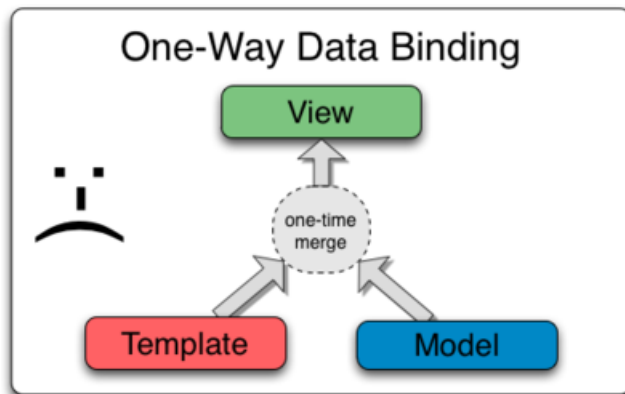 One-Way Data Binding
View
one-time
merge
Template
Model